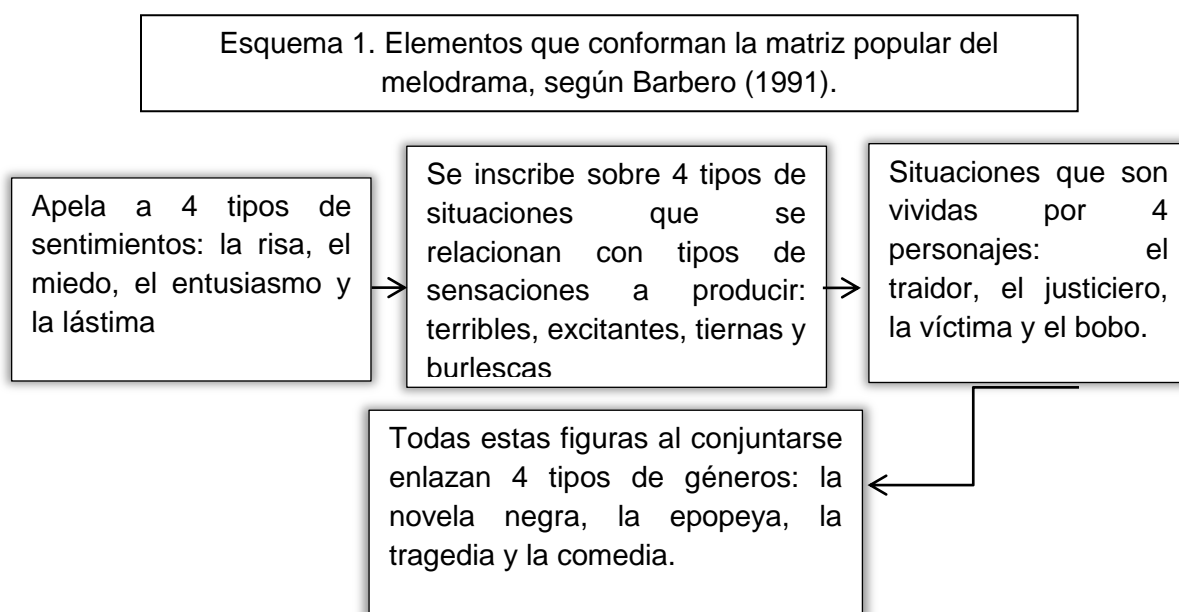 Esquema 1. Elementos que conforman la matriz popular del
melodrama, según Barbero (1991).
Apela a 4 tipos de
sentimientos: la risa, el
miedo, el entusiasmo y
la lástima
Se inscribe sobre 4 tipos de
situaciones que se
relacionan con tipos de
sensaciones a producir:
terribles, excitantes, tiernas y
burlescas
Situaciones que son
vividas por 4
personajes: el
traidor, el justiciero,
la víctima y el bobo.
Todas estas figuras al conjuntarse
enlazan 4 tipos de géneros: la
novela negra, la epopeya, la
tragedia y la comedia.